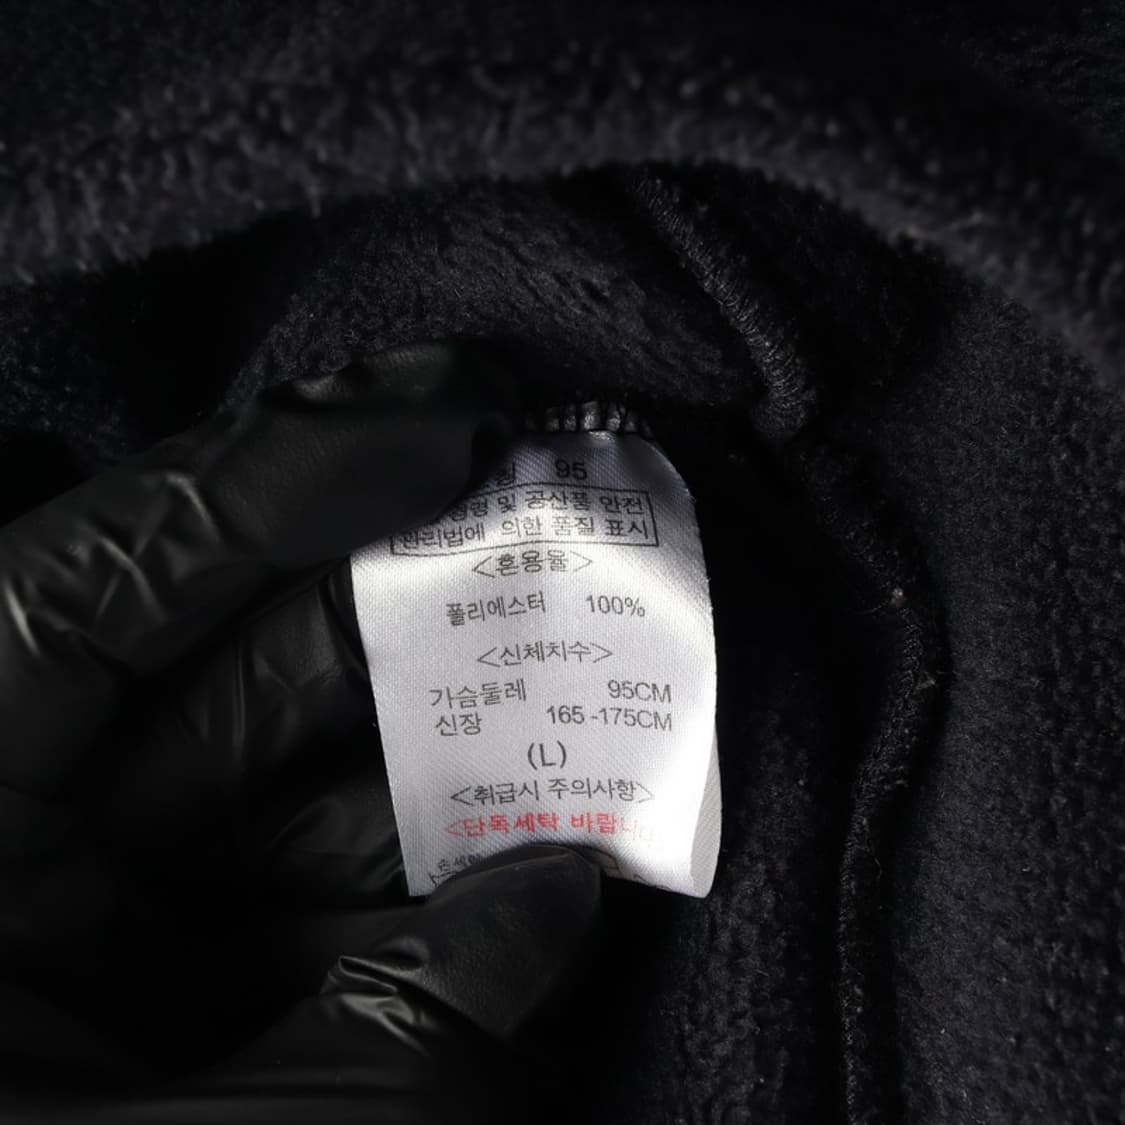 95
및 공산품 안전
관리법에 의한 품질 표시
<혼용율>
폴리에스터 100%
<신체치수>
가슴둘레 95CM
신장 165-175CM
(L)
<취급시 주의사항>
<단독세탁 바랍니다>